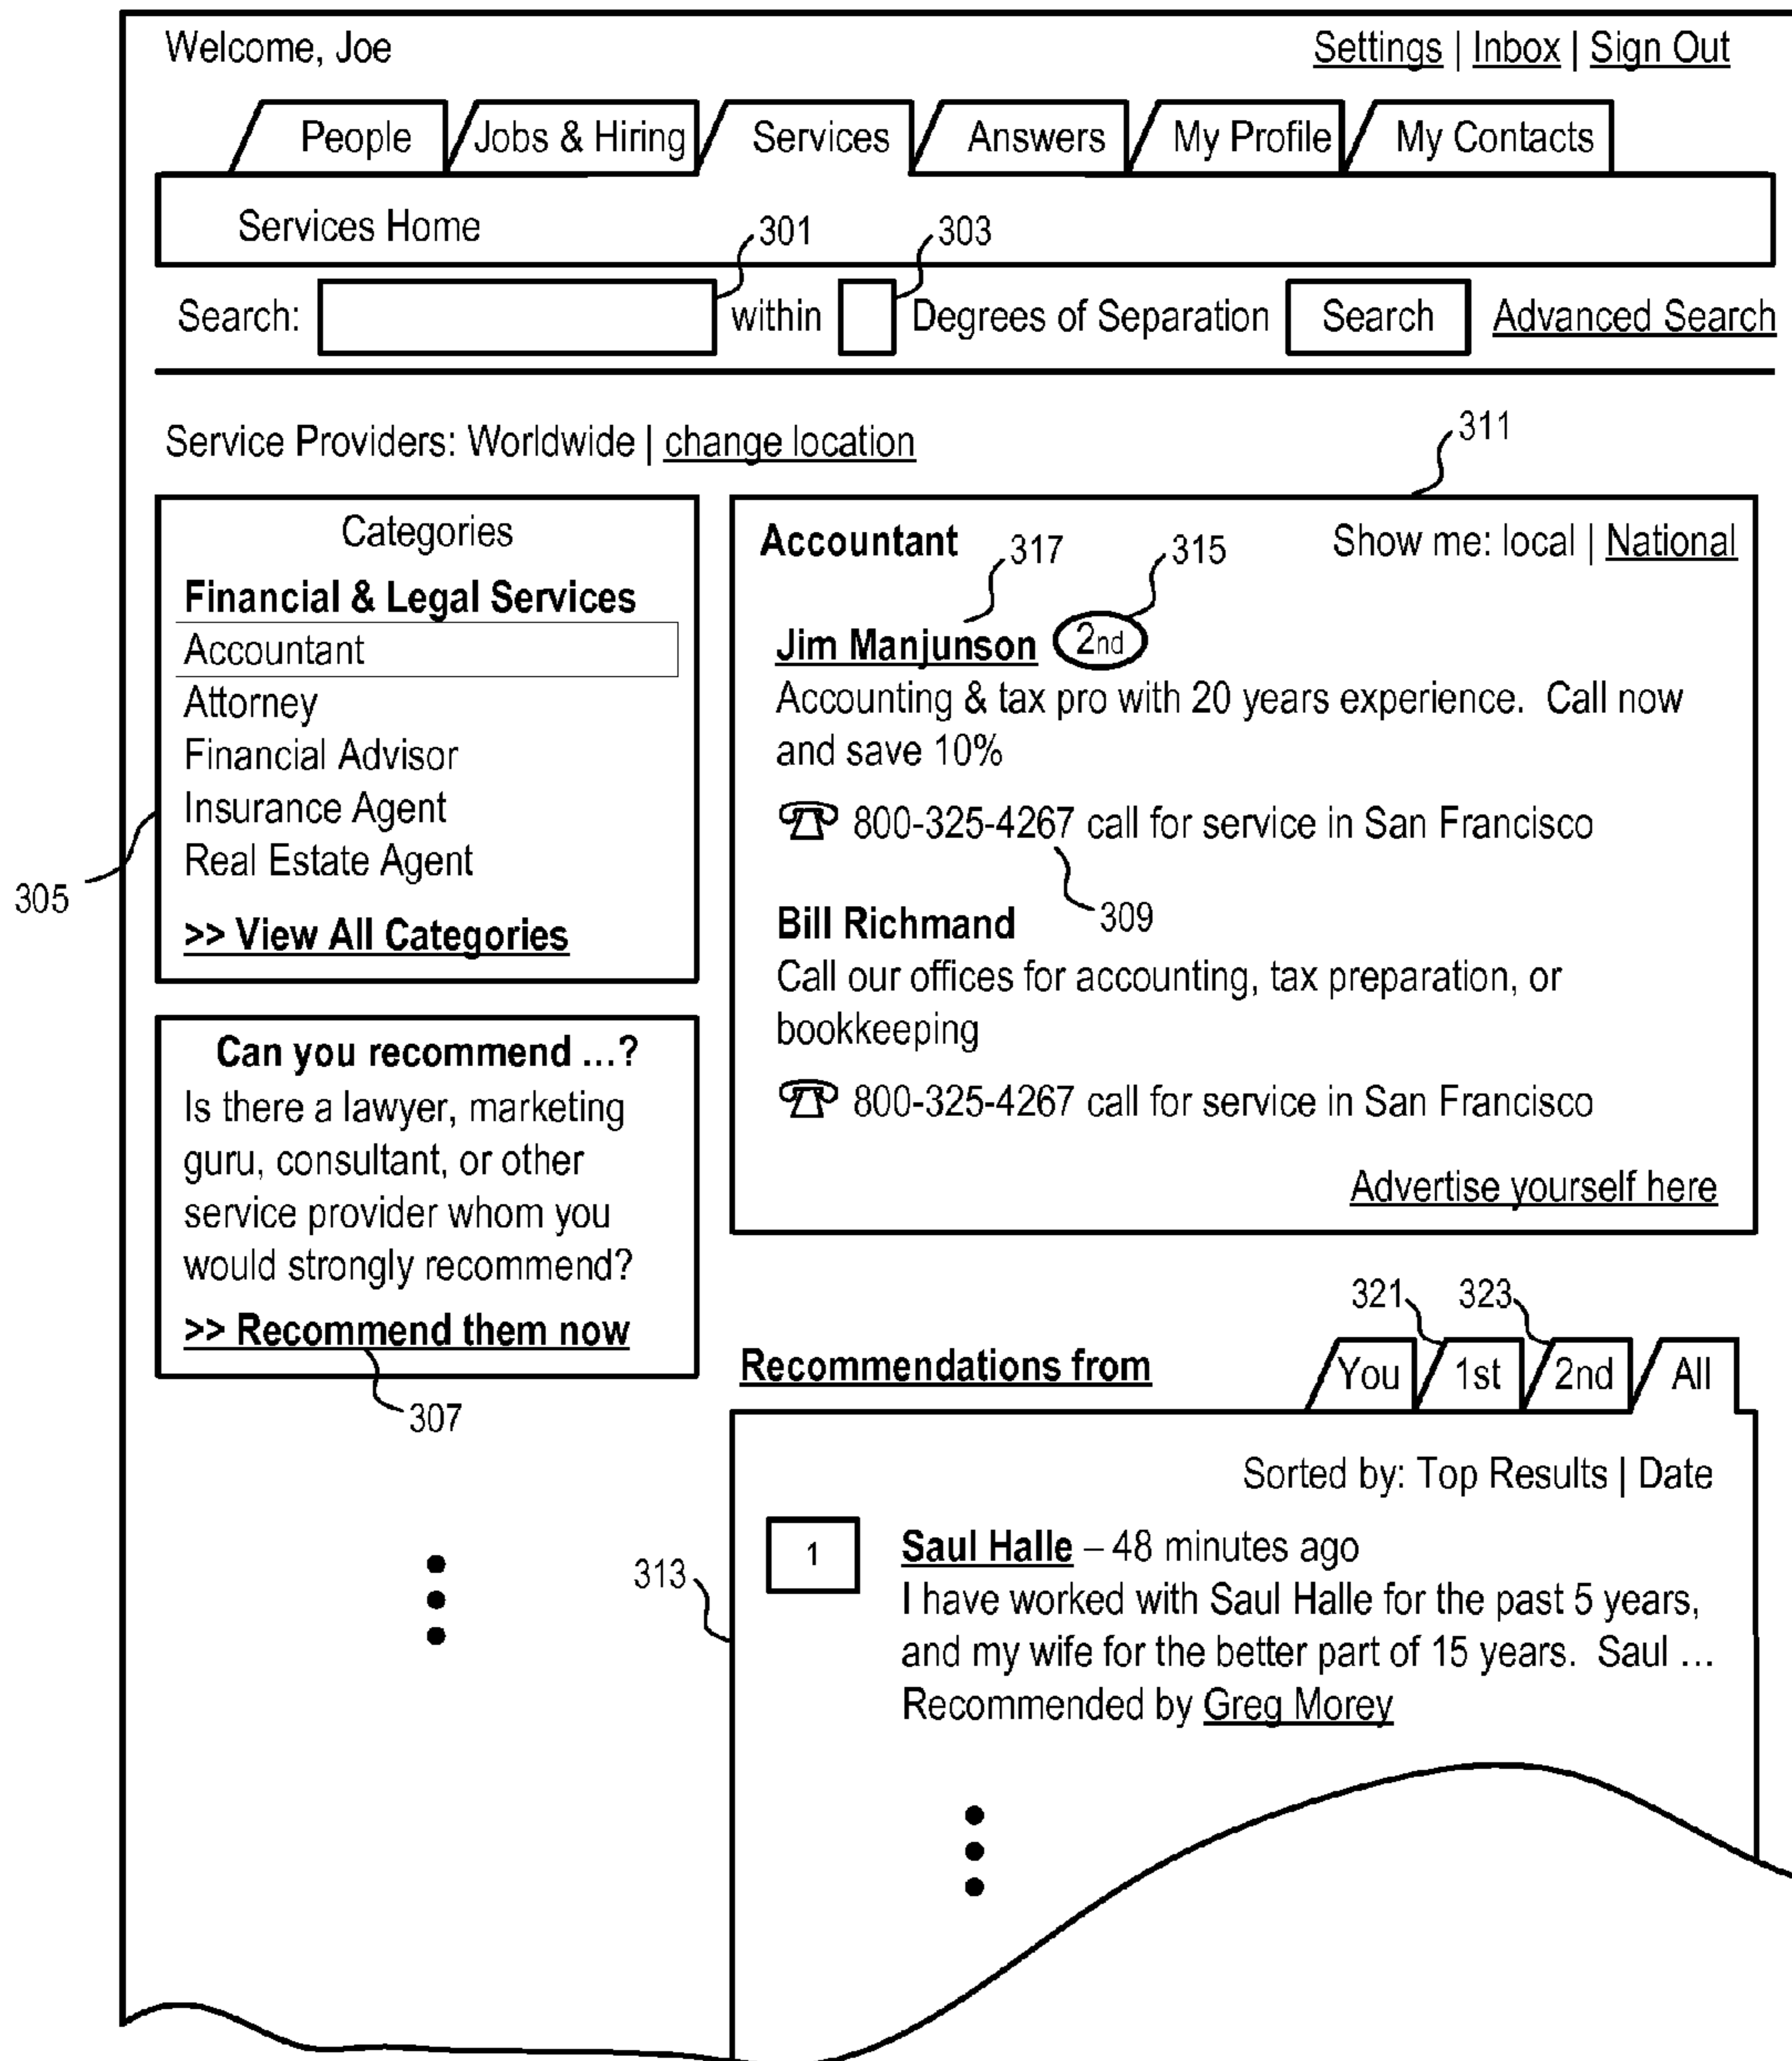 Welcome, Joe
Settings | Inbox | Sign Out
People
Jobs & Hiring
Services
Answers
My Profile
My Contacts
Services Home
301
303
Search:
within
Degrees of Separation
Search
Advanced Search
Service Providers: Worldwide | change location
311
305
Categories
Financial & Legal Services
Accountant
Attorney
Financial Advisor
Insurance Agent
Real Estate Agent
>> View All Categories
Can you recommend ...?
Is there a lawyer, marketing
guru, consultant, or other
service provider whom you
would strongly recommend?
>> Recommend them now
307
Accountant
317
315
Show me: local | National
Jim Manjunson
2nd
Accounting & tax pro with 20 years experience. Call now
and save 10%
800-325-4267 call for service in San Francisco
309
Bill Richmand
Call our offices for accounting, tax preparation, or
bookkeeping
800-325-4267 call for service in San Francisco
Advertise yourself here
321
323
Recommendations from
You
1st
2nd
All
313
Sorted by: Top Results | Date
1
Saul Halle – 48 minutes ago
I have worked with Saul Halle for the past 5 years,
and my wife for the better part of 15 years. Saul ...
Recommended by Greg Morey